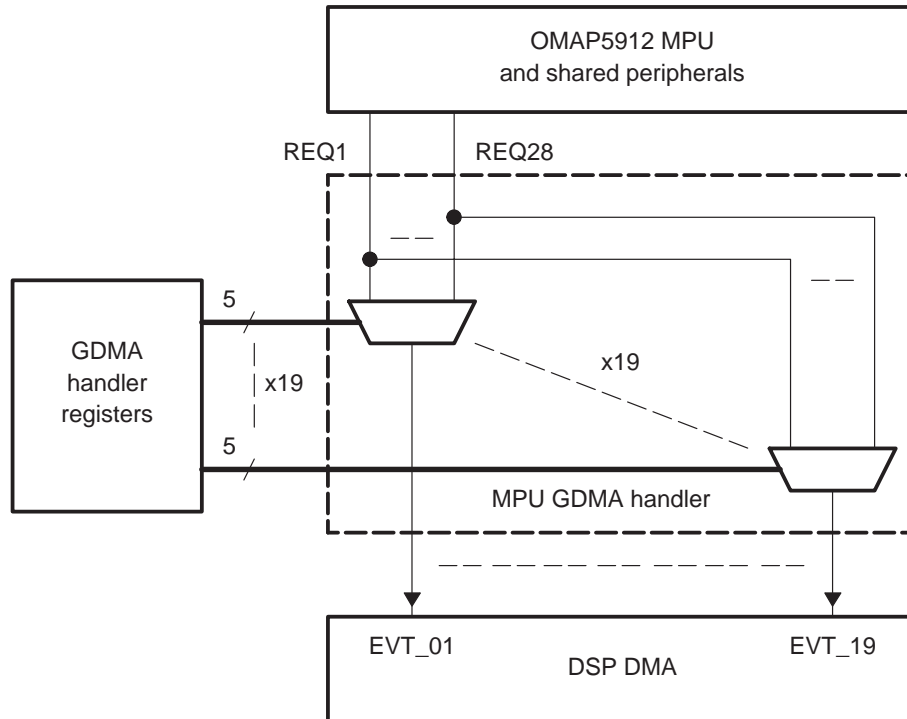 OMAP5912 MPU
and shared peripherals
REQ1
REQ28
5
GDMA
handler
registers
x19
x19
5
MPU GDMA handler
EVT_01
EVT_19
DSP DMA